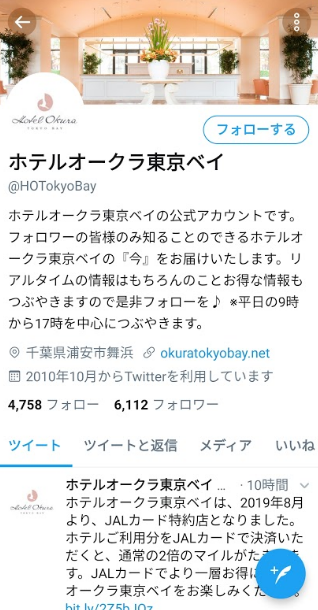 Hotel Okura
TOKYO BAY
フォローする
ホテルオークラ東京ベイ
@HOTokyoBay
ホテルオークラ東京ベイの公式アカウントです。
フォロワーの皆様のみ知ることのできるホテルオ
ークラ東京ベイの『今』をお届けいたします。リ
アルタイムの情報はもちろんのことお得な情報も
つぶやきますので是非フォローを♪ ※平日の9時
から17時を中心につぶやきます。
千葉県浦安市舞浜 okuratokyobay.net
2010年10月からTwitterを利用しています
4,758 フォロー 6,112 フォロワー
ツイート ツイートと返信 メディア いいね
ホテルオークラ東京ベイ ... · 10時間
Hotel Okura
ホテルオークラ東京ベイは、2019年8月
より、JALカード特約店となりました。
ホテルご利用分をJALカードで決済いた
だくと、通常の2倍のマイルがたま
す。JALカードでより一層お得に
オークラ東京ベイをお楽しみくだ